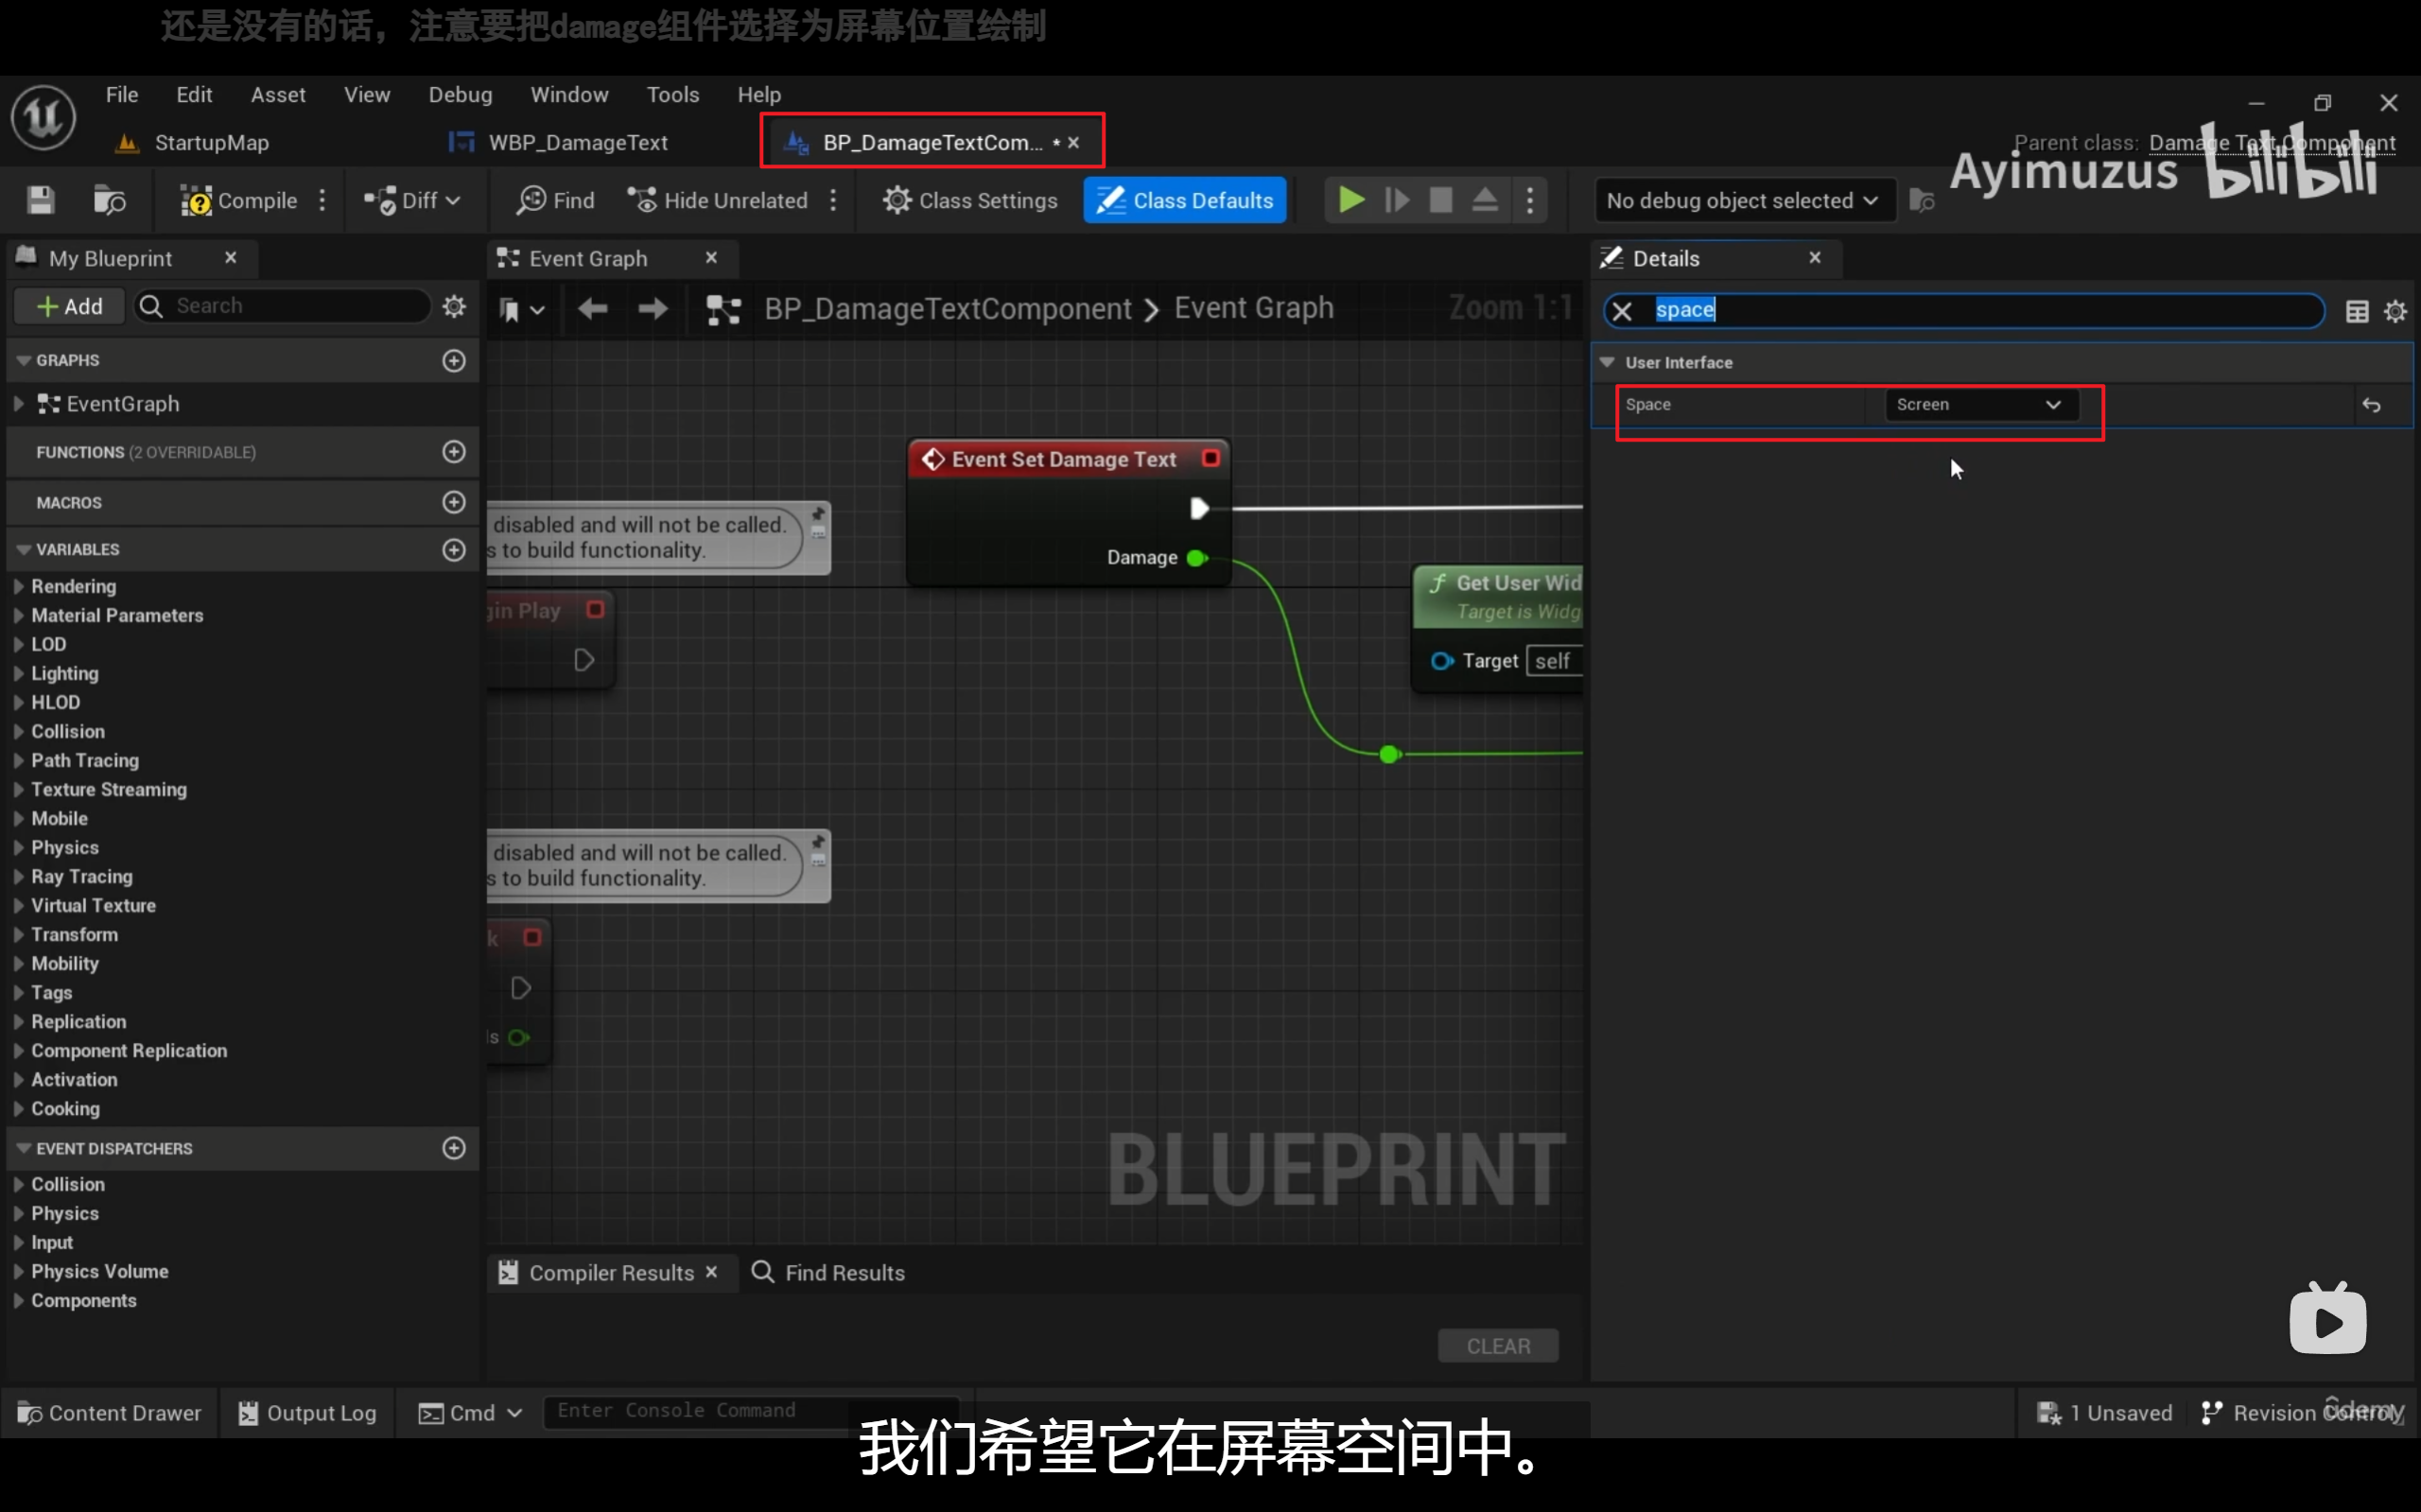 还是没有的话，注意要把damage组件选择为屏幕位置绘制
File Edit Asset View Debug Window Tools Help
StartupMap WBP_DamageText BP_DamageTextCom... * Parent class: Damage Text Component
Ayimuzus bilibili
Compile Diff Find Hide Unrelated Class Settings Class Defaults No debug object selected
My Blueprint Event Graph Details
Add Search
BP_DamageTextComponent > Event Graph Zoom 1:1
space
GRAPHS
EventGraph
FUNCTIONS (2 OVERRIDABLE)
MACROS
VARIABLES
Rendering
Material Parameters
LOD
Lighting
HLOD
Collision
Path Tracing
Texture Streaming
Mobile
Physics
Ray Tracing
Virtual Texture
Transform
Mobility
Tags
Replication
Component Replication
Activation
Cooking
EVENT DISPATCHERS
Collision
Physics
Input
Physics Volume
Components
Event Set Damage Text
Damage
disabled and will not be called.
s to build functionality.
gin Play
Get User Wid
Target is Widg
Target self
disabled and will not be called.
s to build functionality.
k
ls
BLUEPRINT
User Interface
Space Screen
Compiler Results Find Results
CLEAR
Content Drawer Output Log Cmd Enter Console Command 1 Unsaved Revision Control
ûdemy
我们希望它在屏幕空间中。